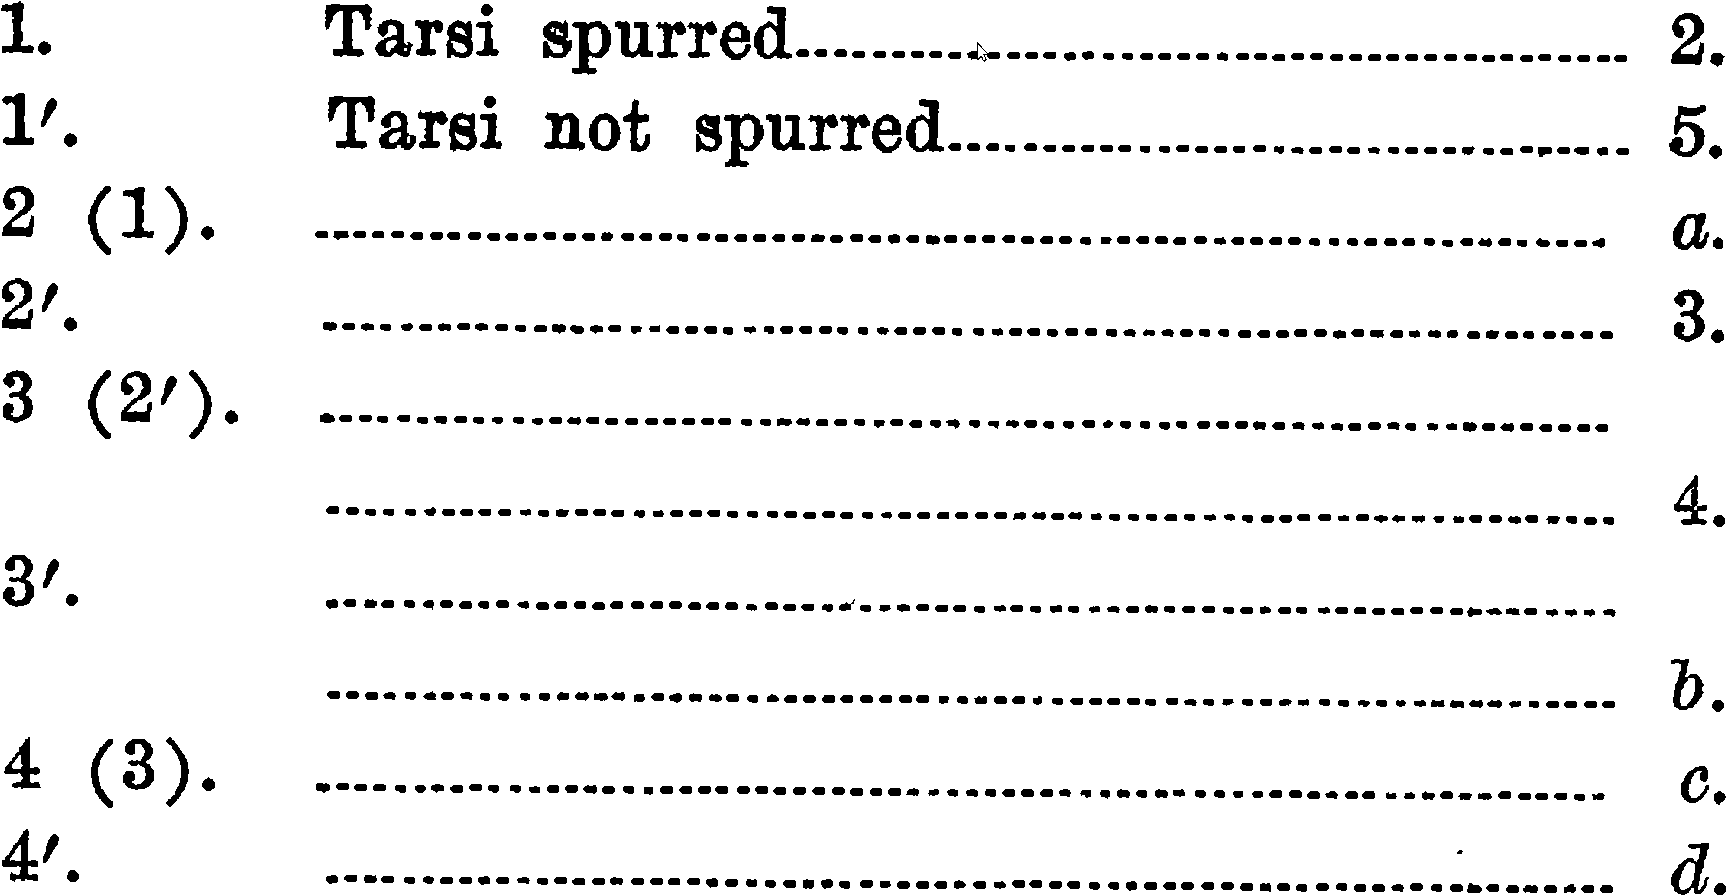 1. Tarsi spurred........................................ 2.
1′. Tarsi not spurred.................................... 5.
2 (1). ............................................................ a.
2′. ............................................................ 3.
3 (2′). ............................................................
............................................................ 4.
3′. ............................................................
............................................................ b.
4 (3). ............................................................ c.
4′. ............................................................ d.